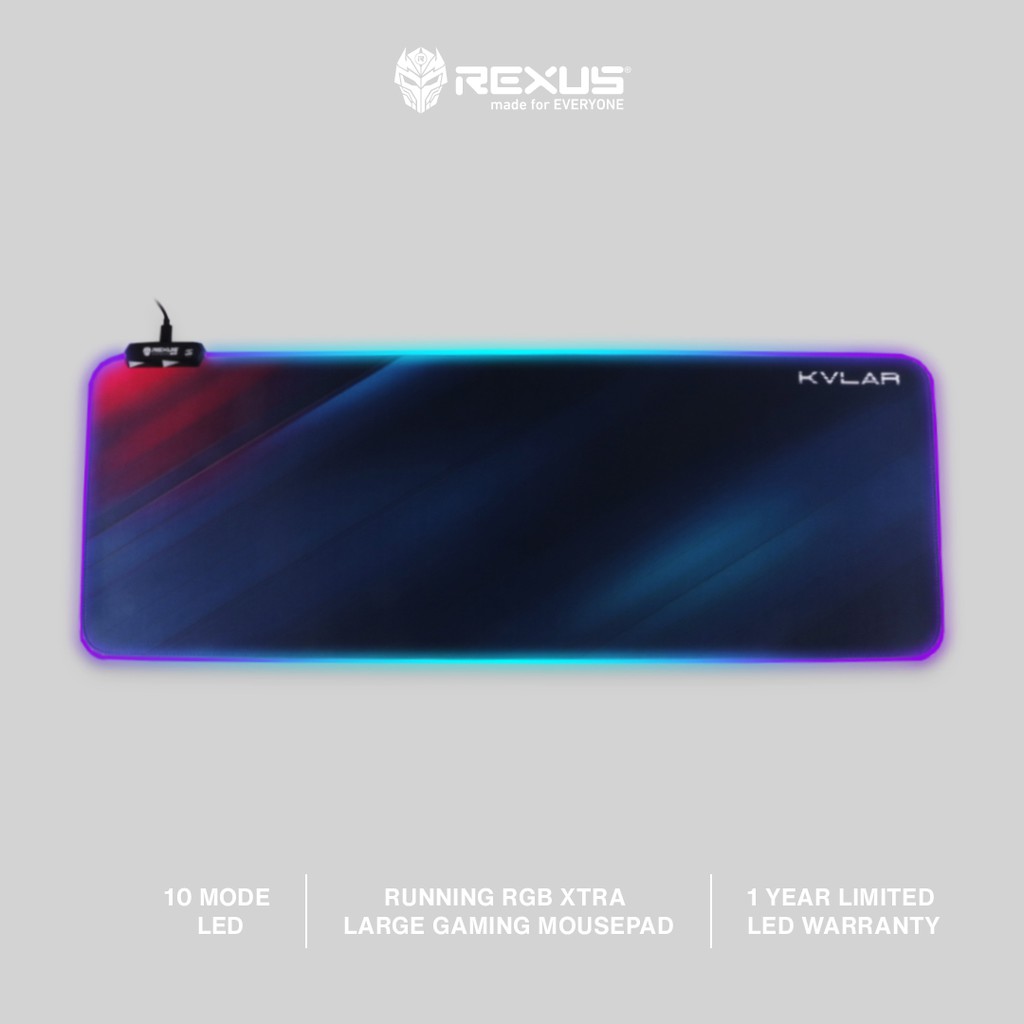 REXUS®
made for EVERYONE
REXUS
KVLAR
10 MODE
LED
RUNNING RGB XTRA
LARGE GAMING MOUSEPAD
1 YEAR LIMITED
LED WARRANTY